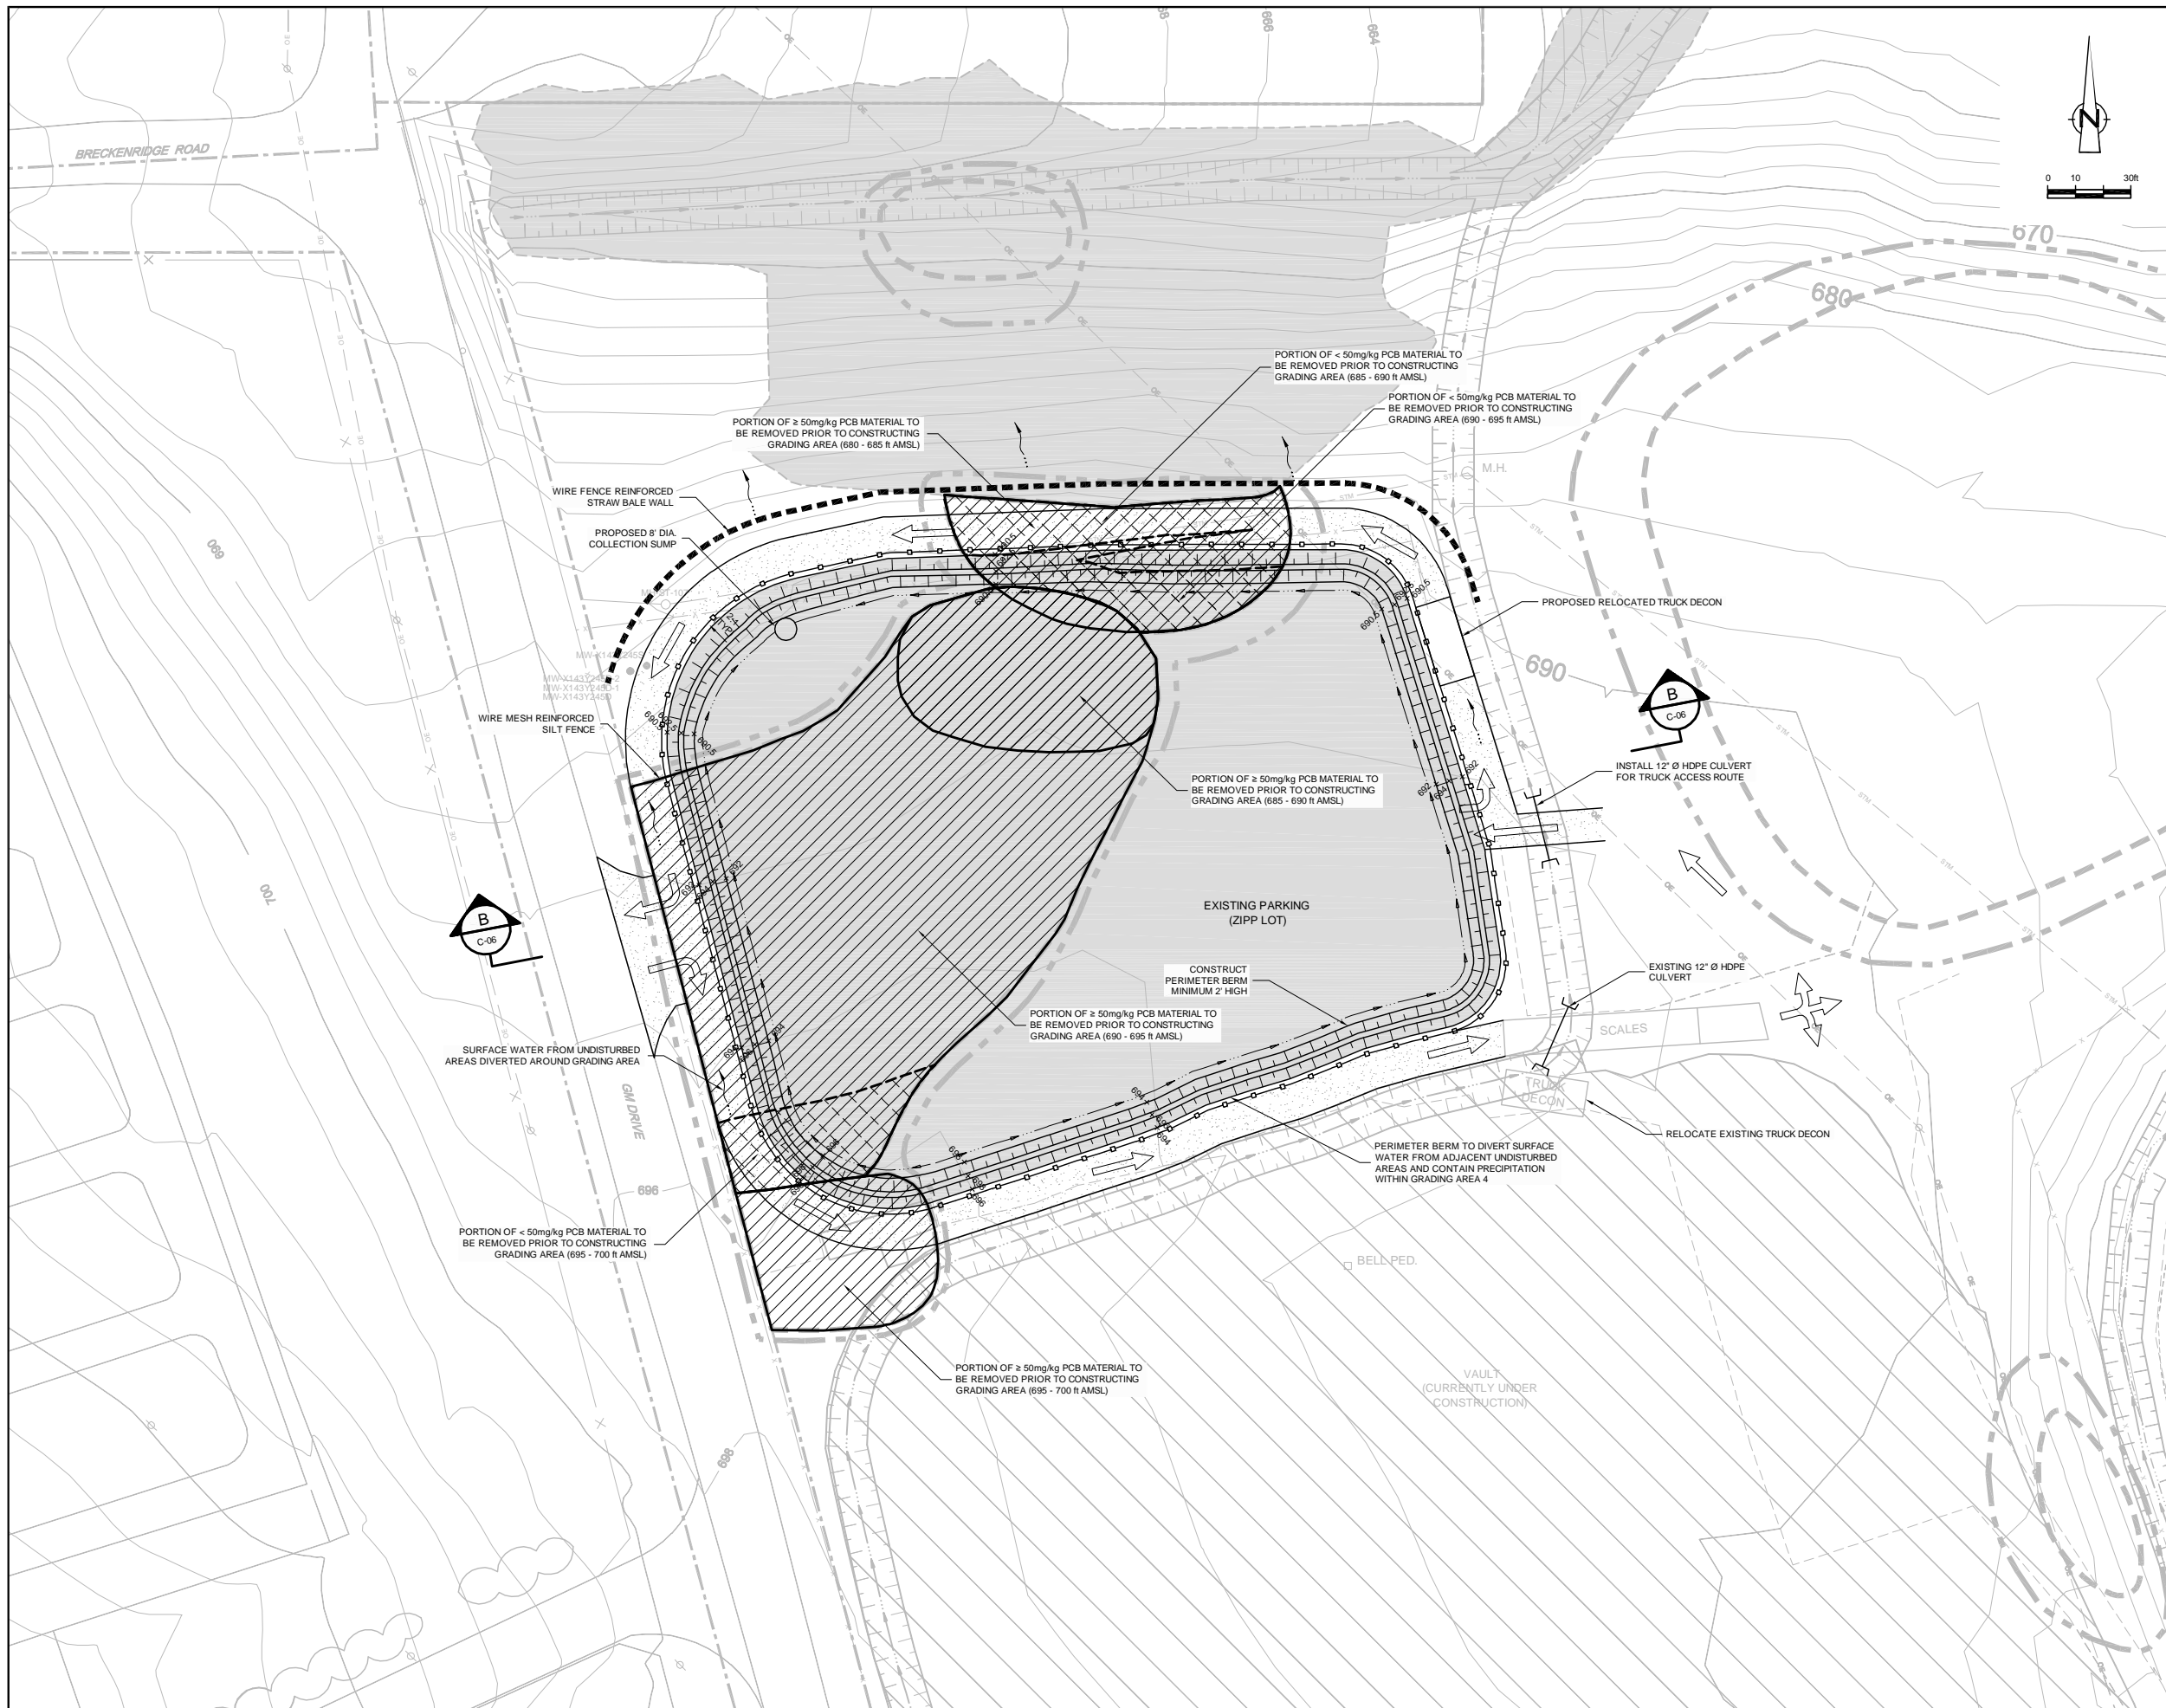 68
666
664
BRECKENRIDGE ROAD
N
0 10 30ft
670
680
PORTION OF < 50mg/kg PCB MATERIAL TO
BE REMOVED PRIOR TO CONSTRUCTING
GRADING AREA (685 - 690 ft AMSL)
PORTION OF < 50mg/kg PCB MATERIAL TO
BE REMOVED PRIOR TO CONSTRUCTING
GRADING AREA (690 - 695 ft AMSL)
PORTION OF ≥ 50mg/kg PCB MATERIAL TO
BE REMOVED PRIOR TO CONSTRUCTING
GRADING AREA (680 - 685 ft AMSL)
M.H.
WIRE FENCE REINFORCED
STRAW BALE WALL
PROPOSED 8' DIA.
COLLECTION SUMP
690
PROPOSED RELOCATED TRUCK DECON
690
B
C-06
WIRE MESH REINFORCED
SILT FENCE
INSTALL 12" Ø HDPE CULVERT
FOR TRUCK ACCESS ROUTE
PORTION OF ≥ 50mg/kg PCB MATERIAL TO
BE REMOVED PRIOR TO CONSTRUCTING
GRADING AREA (685 - 690 ft AMSL)
700
B
C-06
EXISTING PARKING
(ZIPP LOT)
CONSTRUCT
PERIMETER BERM
MINIMUM 2' HIGH
EXISTING 12" Ø HDPE
CULVERT
PORTION OF ≥ 50mg/kg PCB MATERIAL TO
BE REMOVED PRIOR TO CONSTRUCTING
GRADING AREA (690 - 695 ft AMSL)
SCALES
SURFACE WATER FROM UNDISTURBED
AREAS DIVERTED AROUND GRADING AREA
TRUCK
DECON
GM DRIVE
RELOCATE EXISTING TRUCK DECON
PERIMETER BERM TO DIVERT SURFACE
WATER FROM ADJACENT UNDISTURBED
AREAS AND CONTAIN PRECIPITATION
WITHIN GRADING AREA 4
696
PORTION OF < 50mg/kg PCB MATERIAL TO
BE REMOVED PRIOR TO CONSTRUCTING
GRADING AREA (695 - 700 ft AMSL)
BELL PED.
PORTION OF ≥ 50mg/kg PCB MATERIAL TO
BE REMOVED PRIOR TO CONSTRUCTING
GRADING AREA (695 - 700 ft AMSL)
VAULT
(CURRENTLY UNDER
CONSTRUCTION)
698